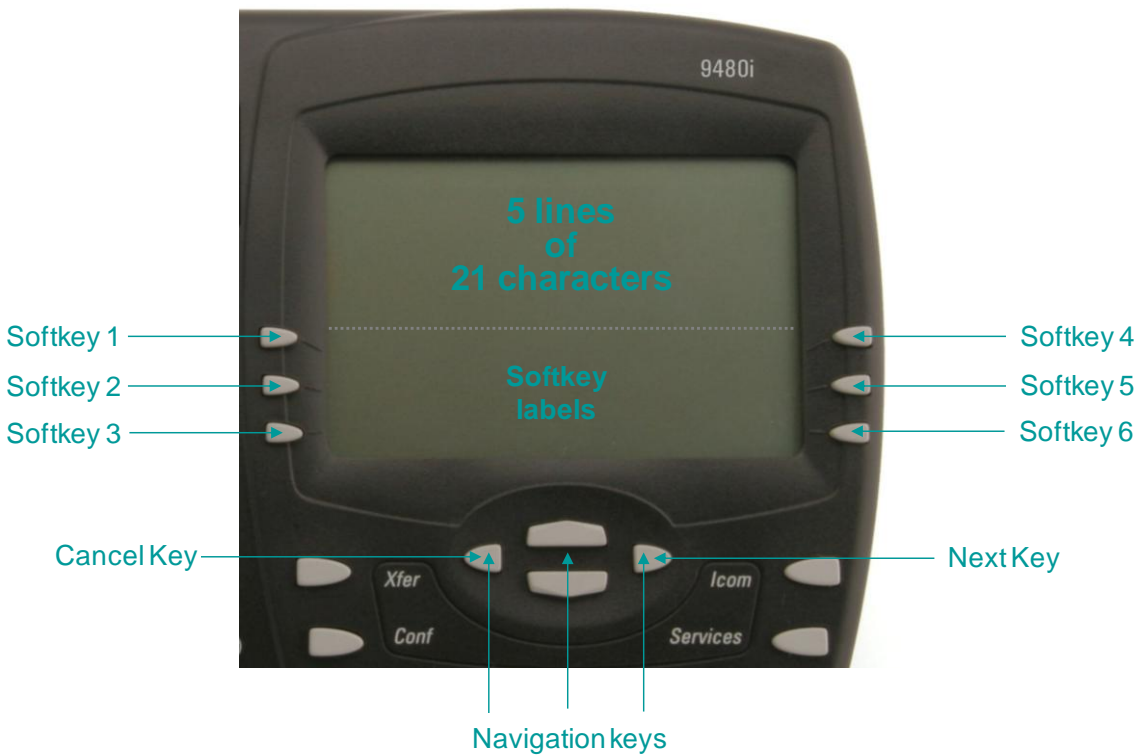 9480i
5 lines
of
21 characters
Softkey 1
Softkey 4
Softkey 2
Softkey
labels
Softkey 5
Softkey 3
Softkey 6
Cancel Key
Next Key
Xfer
Icom
Conf
Services
Navigation keys